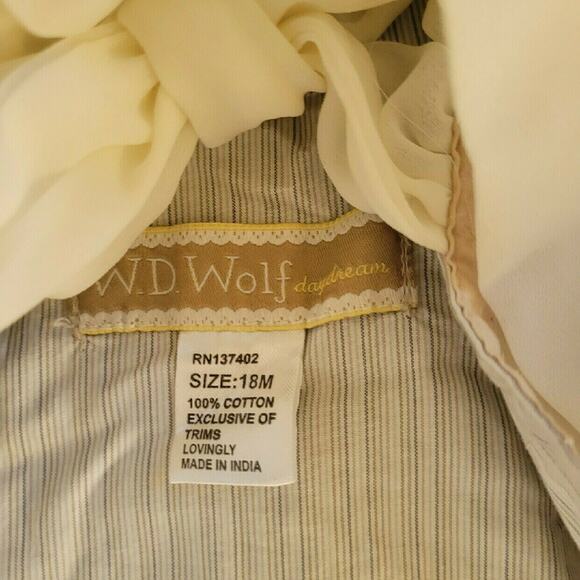 W.D. Wolf daydream
RN137402
SIZE:18M
100% COTTON
EXCLUSIVE OF
TRIMS
LOVINGLY
MADE IN INDIA